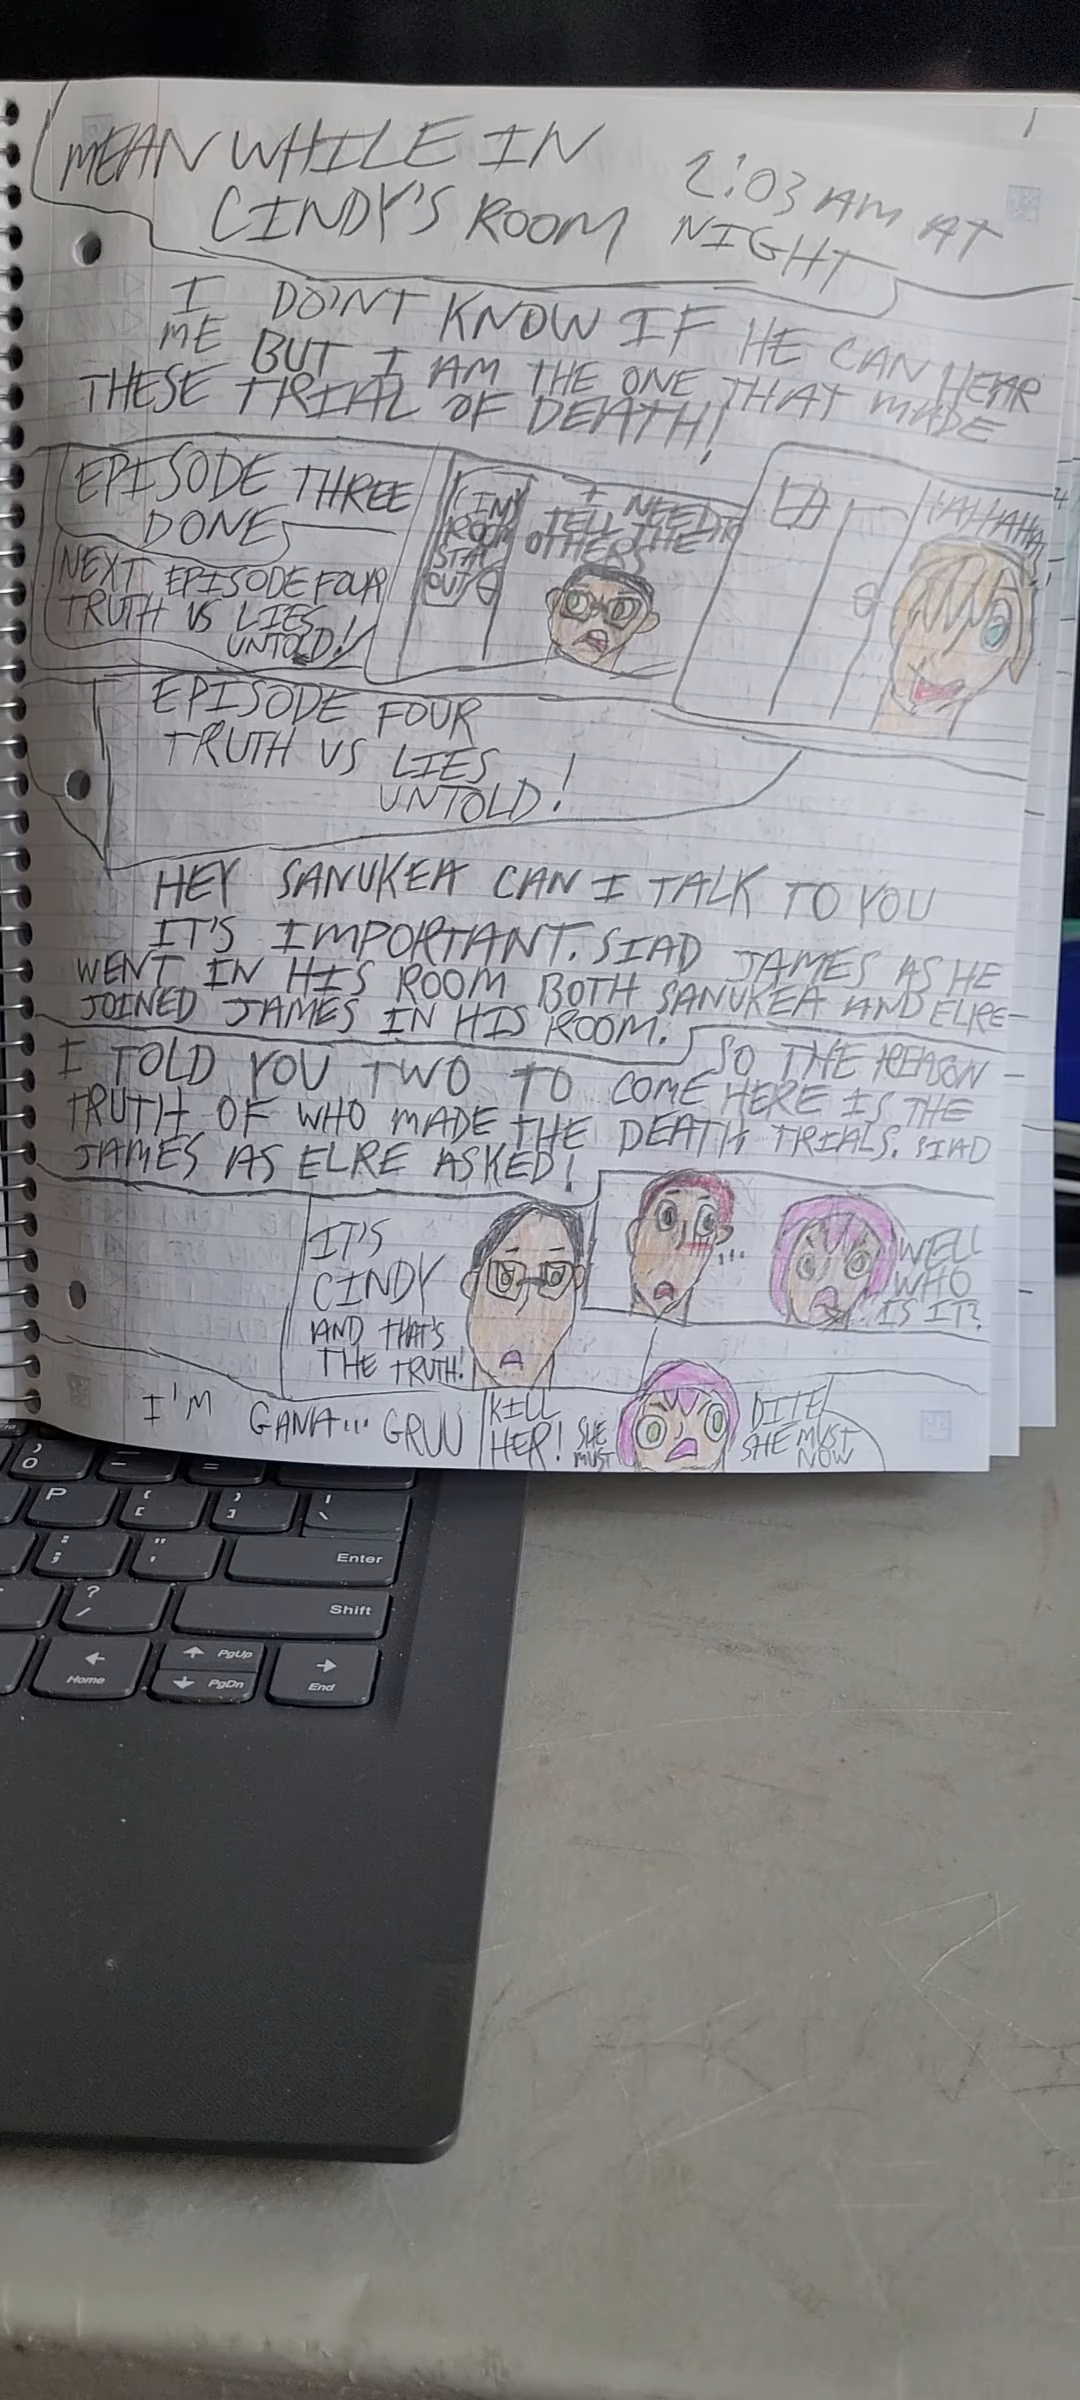 MEAN WHILE IN
CINDY'S ROOM
2:03 AM AT
NIGHT
I DO'NT KNOW IF HE CAN HEAR
ME BUT I AM THE ONE THAT MADE
THESE TRIAL OF DEATH!
EPISODE THREE
DONE
NEXT EPISODE FOUR
TRUTH VS LIES
UNTOLD!
ROOM
STAY
OUT
I NEED TO
TELL THE
OTHERS
HAHAHA
EPISODE FOUR
TRUTH VS LIES
UNTOLD!
HEY SANUKEA CAN I TALK TO YOU
IT'S IMPORTANT. SIAD JAMES AS HE
WENT IN HIS ROOM BOTH SANUKEA AND ELRE
JOINED JAMES IN HIS ROOM.
SO THE REASON
I TOLD YOU TWO TO COME HERE IS THE
TRUTH OF WHO MADE THE DEATH TRIALS. SIAD
JAMES AS ELRE ASKED!
IT'S
CINDY
AND THAT'S
THE TRUTH!
...
WELL
WHO
IS IT?
I'M GANA... GRUU
KILL
HER! SHE
MUST
DITE!
SHE MUST
NOW
P
Enter
Shift
Home
PgUp
PgDn
End